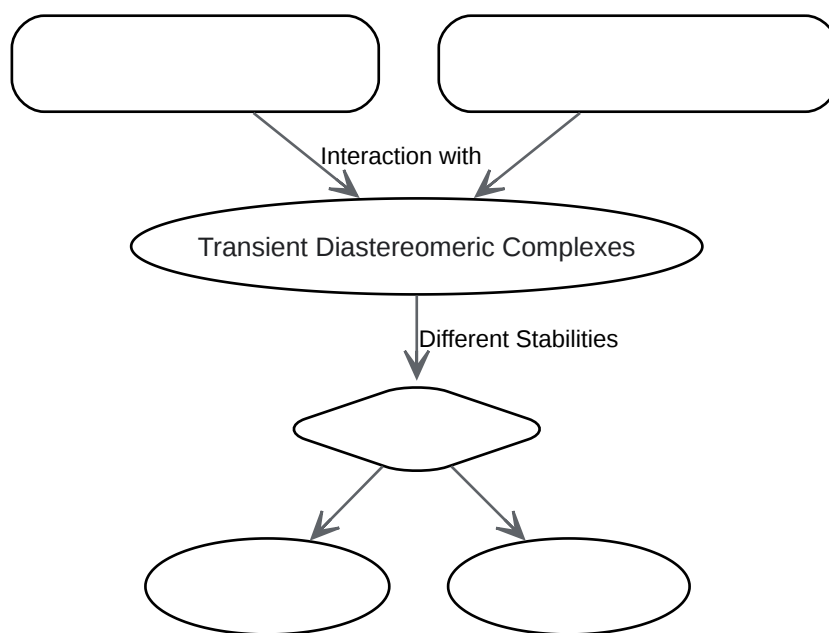 Interaction with
Transient Diastereomeric Complexes
Different Stabilities